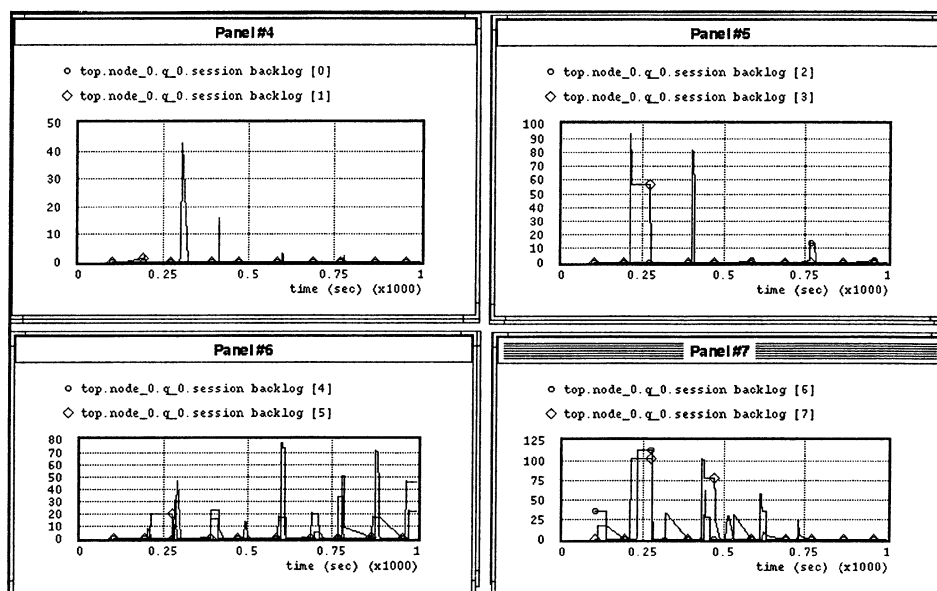 Panel #4
top.node_0.q_0.session backlog [0]
top.node_0.q_0.session backlog [1]
50
40
30
20
10
0
0 0.25 0.5 0.75 1
time (sec) (x1000)
Panel #5
top.node_0.q_0.session backlog [2]
top.node_0.q_0.session backlog [3]
100
90
80
70
60
50
40
30
20
10
0
0 0.25 0.5 0.75 1
time (sec) (x1000)
Panel #6
top.node_0.q_0.session backlog [4]
top.node_0.q_0.session backlog [5]
80
70
60
50
40
30
20
10
0
0 0.25 0.5 0.75 1
time (sec) (x1000)
Panel #7
top.node_0.q_0.session backlog [6]
top.node_0.q_0.session backlog [7]
125
100
75
50
25
0
0 0.25 0.5 0.75 1
time (sec) (x1000)